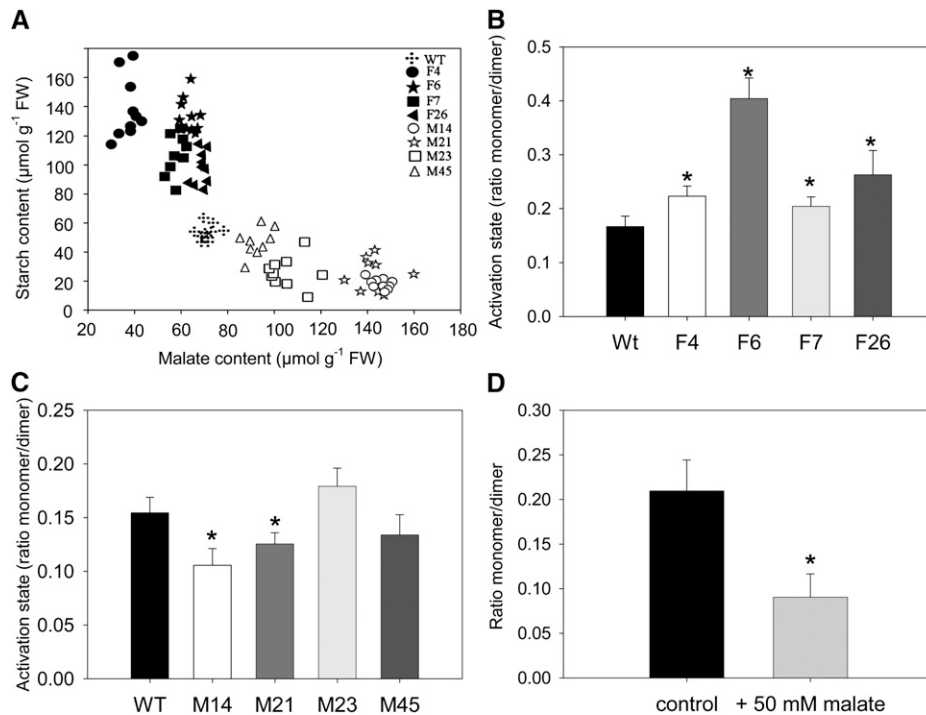 A
Starch content (µmol g⁻¹ FW)
160
140
120
100
80
60
40
20
0
WT
F4
F6
F7
F26
M14
M21
M23
M45
20 40 60 80 100 120 140 160 180
Malate content (µmol g⁻¹ FW)
B
Activation state (ratio monomer/dimer)
0.5
0.4
0.3
0.2
0.1
0.0
* * * *
Wt F4 F6 F7 F26
C
Activation state (ratio monomer/dimer)
0.25
0.20
0.15
0.10
0.05
0.00
* *
WT M14 M21 M23 M45
D
Ratio monomer/dimer
0.30
0.25
0.20
0.15
0.10
0.05
0.00
*
control + 50 mM malate